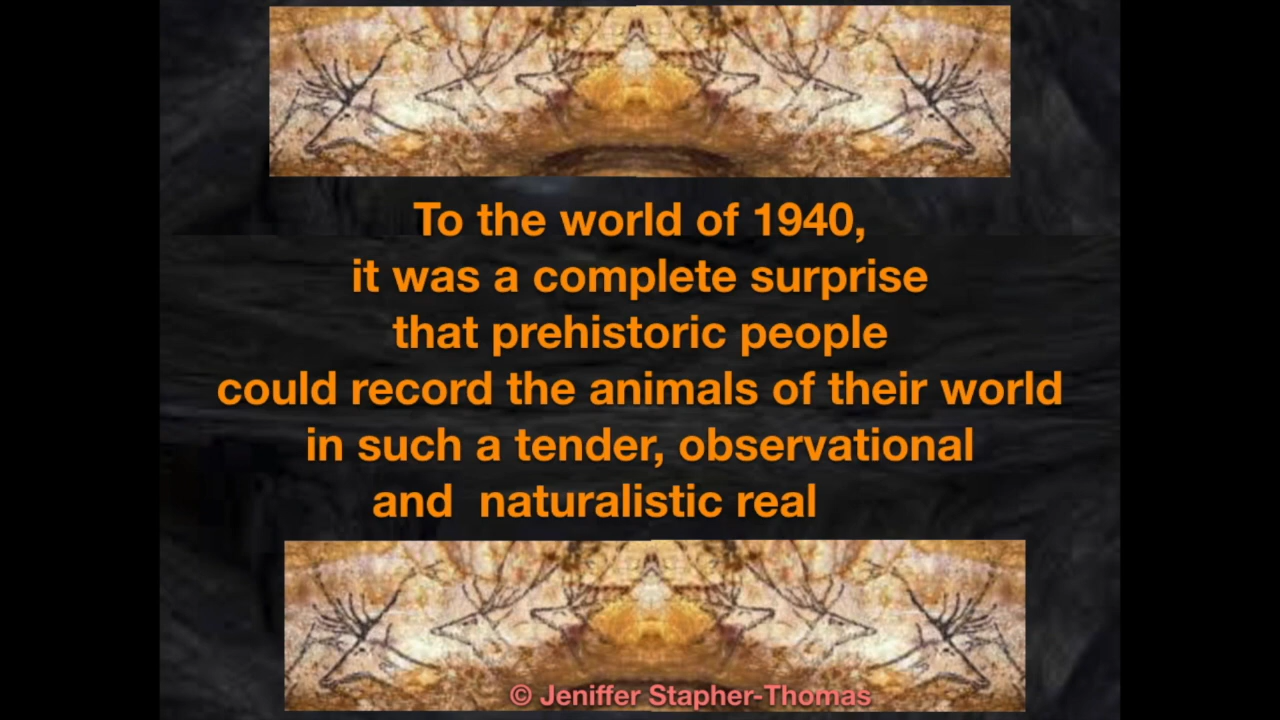 To the world of 1940,
it was a complete surprise
that prehistoric people
could record the animals of their world
in such a tender, observational
and  naturalistic real
© Jeniffer Stapher-Thomas